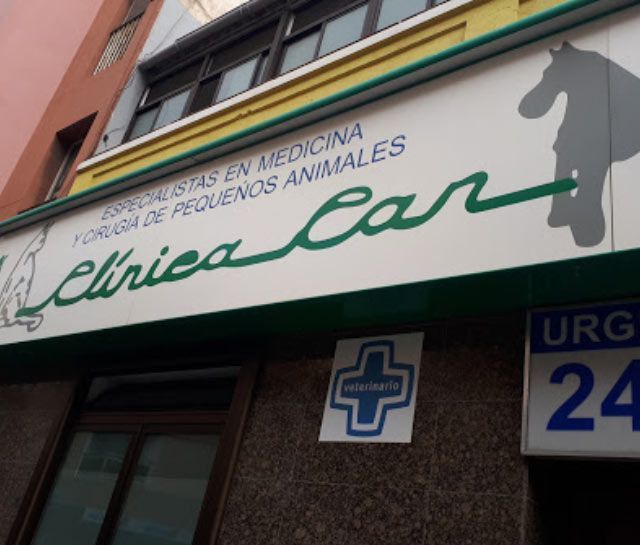 ESPECIALISTAS EN MEDICINA
Y CIRUGÍA DE PEQUEÑOS ANIMALES
Clínica Can
veterinario
URG
24